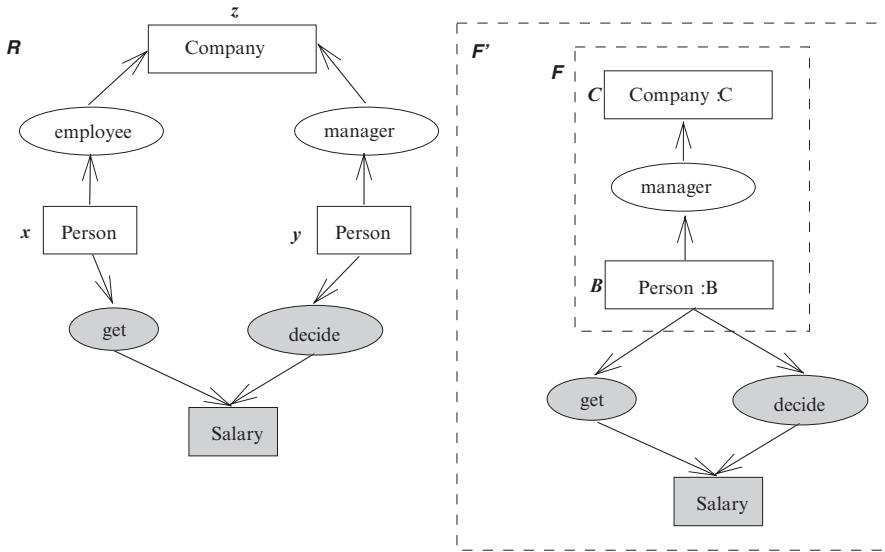 z
R
Company
employee
manager
x
Person
y
Person
get
decide
Salary
F'
F
C
Company :C
manager
B
Person :B
get
decide
Salary